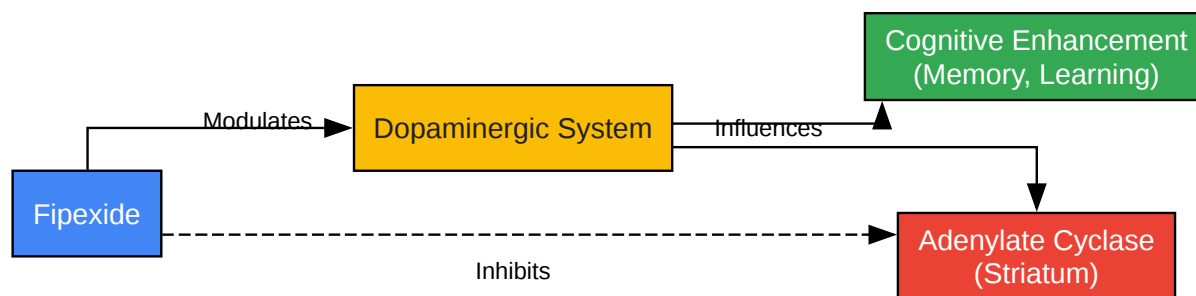 Cognitive Enhancement
(Memory, Learning)
Modulates
Dopaminergic System
Influences
Fipexide
Adenylate Cyclase
(Striatum)
Inhibits